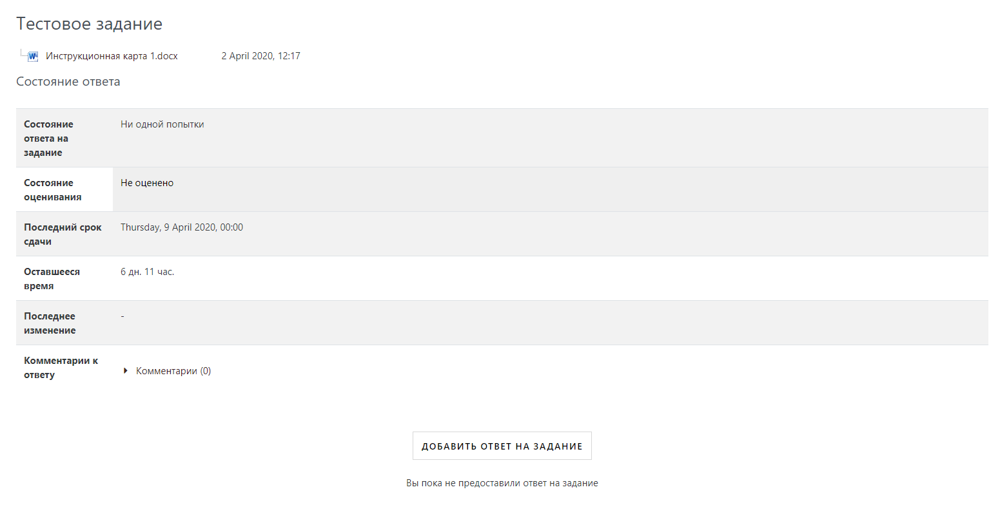 Тестовое задание
Инструкционная карта 1.docx 2 April 2020, 12:17
Состояние ответа
Состояние ответа на задание Ни одной попытки
Состояние оценивания Не оценено
Последний срок сдачи Thursday, 9 April 2020, 00:00
Оставшееся время 6 дн. 11 час.
Последнее изменение -
Комментарии к ответу Комментарии (0)
ДОБАВИТЬ ОТВЕТ НА ЗАДАНИЕ
Вы пока не предоставили ответ на задание